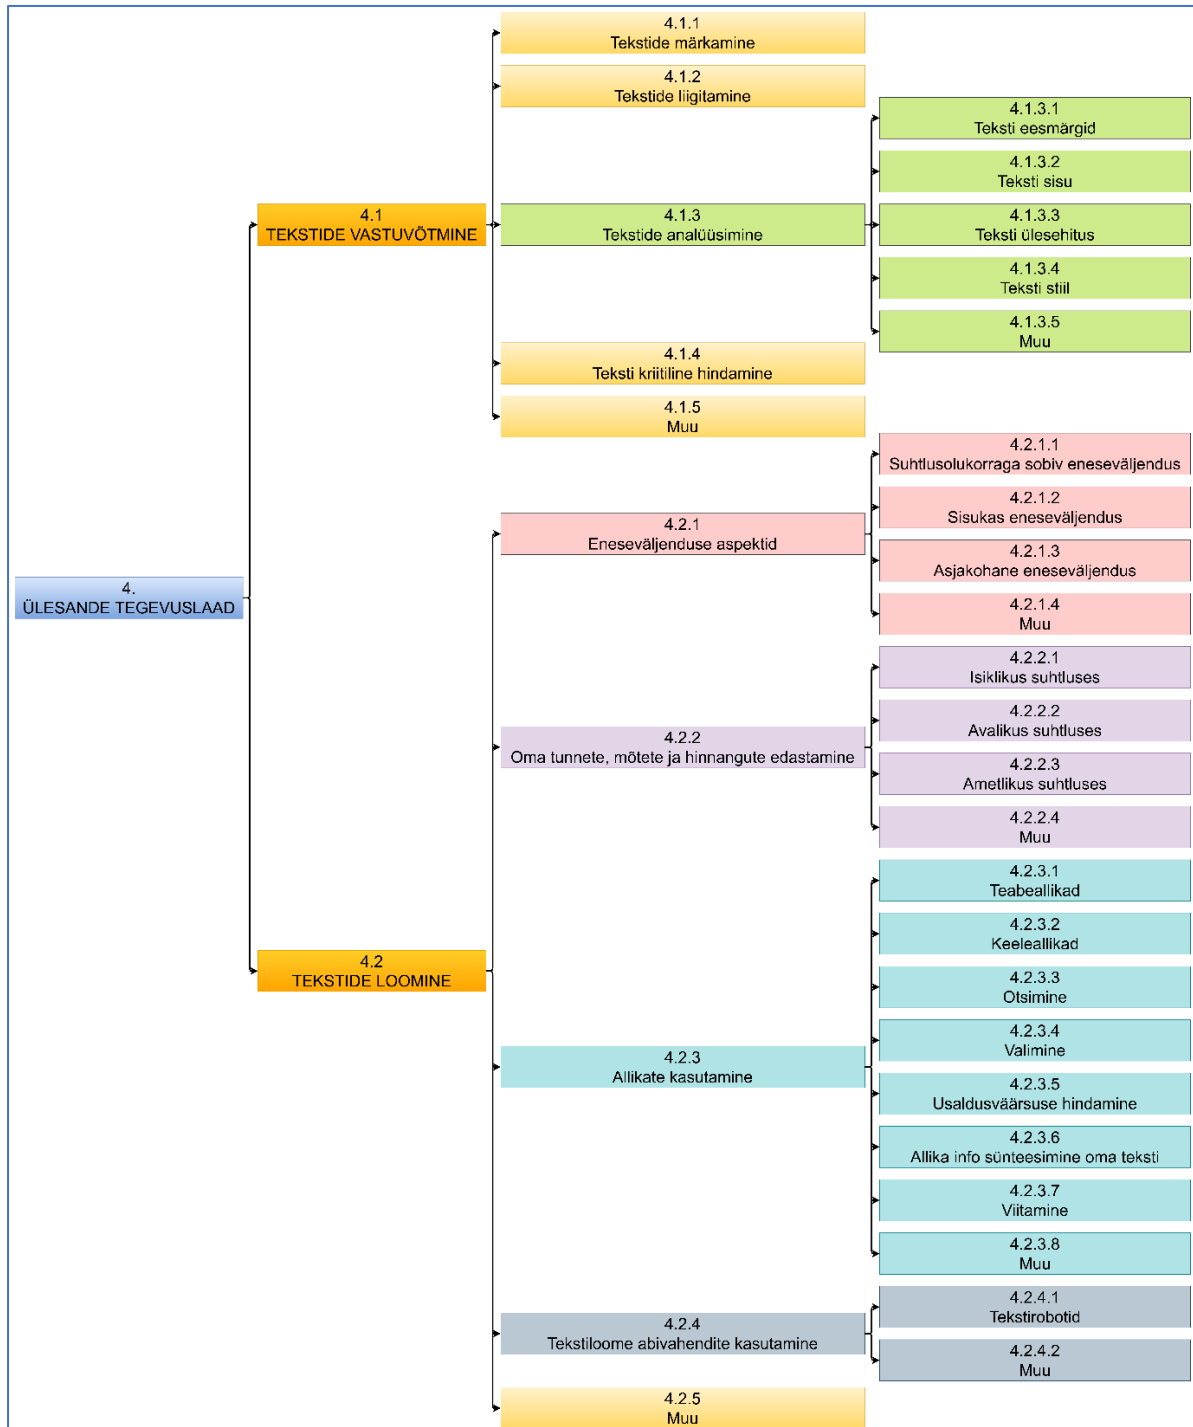 4.
ÜLESANDE TEGEVUSLAAD
4.1
TEKSTIDE VASTUVÕTMINE
4.1.1
Tekstide märkamine
4.1.2
Tekstide liigitamine
4.1.3
Tekstide analüüsimine
4.1.3.1
Teksti eesmärgid
4.1.3.2
Teksti sisu
4.1.3.3
Teksti ülesehitus
4.1.3.4
Teksti stiil
4.1.3.5
Muu
4.1.4
Teksti kriitiline hindamine
4.1.5
Muu
4.2
TEKSTIDE LOOMINE
4.2.1
Eneseväljenduse aspektid
4.2.1.1
Suhtlusolukorraga sobiv eneseväljendus
4.2.1.2
Sisukas eneseväljendus
4.2.1.3
Asjakohane eneseväljendus
4.2.1.4
Muu
4.2.2
Oma tunnete, mõtete ja hinnangute edastamine
4.2.2.1
Isiklikus suhtluses
4.2.2.2
Avalikus suhtluses
4.2.2.3
Ametlikus suhtluses
4.2.2.4
Muu
4.2.3
Allikate kasutamine
4.2.3.1
Teabeallikad
4.2.3.2
Keeleallikad
4.2.3.3
Otsimine
4.2.3.4
Valimine
4.2.3.5
Usaldusväärsuse hindamine
4.2.3.6
Allika info sünteesimine oma teksti
4.2.3.7
Viitamine
4.2.3.8
Muu
4.2.4
Tekstiloome abivahendite kasutamine
4.2.4.1
Tekstirobotid
4.2.4.2
Muu
4.2.5
Muu